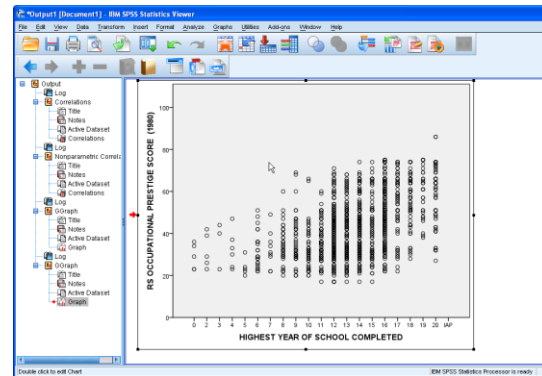 *Output1 [Document1] - IBM SPSS Statistics Viewer
File Edit View Data Transform Insert Format Analyze Graphs Utilities Add-ons Window Help
Output
Log
Correlations
Title
Notes
Active Dataset
Correlations
Log
Nonparametric Correla
Title
Notes
Active Dataset
Correlations
Log
GGraph
Title
Notes
Active Dataset
Graph
Log
GGraph
Title
Notes
Active Dataset
Graph
RS OCCUPATIONAL PRESTIGE SCORE (1980)
100
80
60
40
20
0
0 2 3 4 5 6 7 8 9 10 11 12 13 14 15 16 17 18 19 20 IAP
HIGHEST YEAR OF SCHOOL COMPLETED
Double click to edit Chart
IBM SPSS Statistics Processor is ready